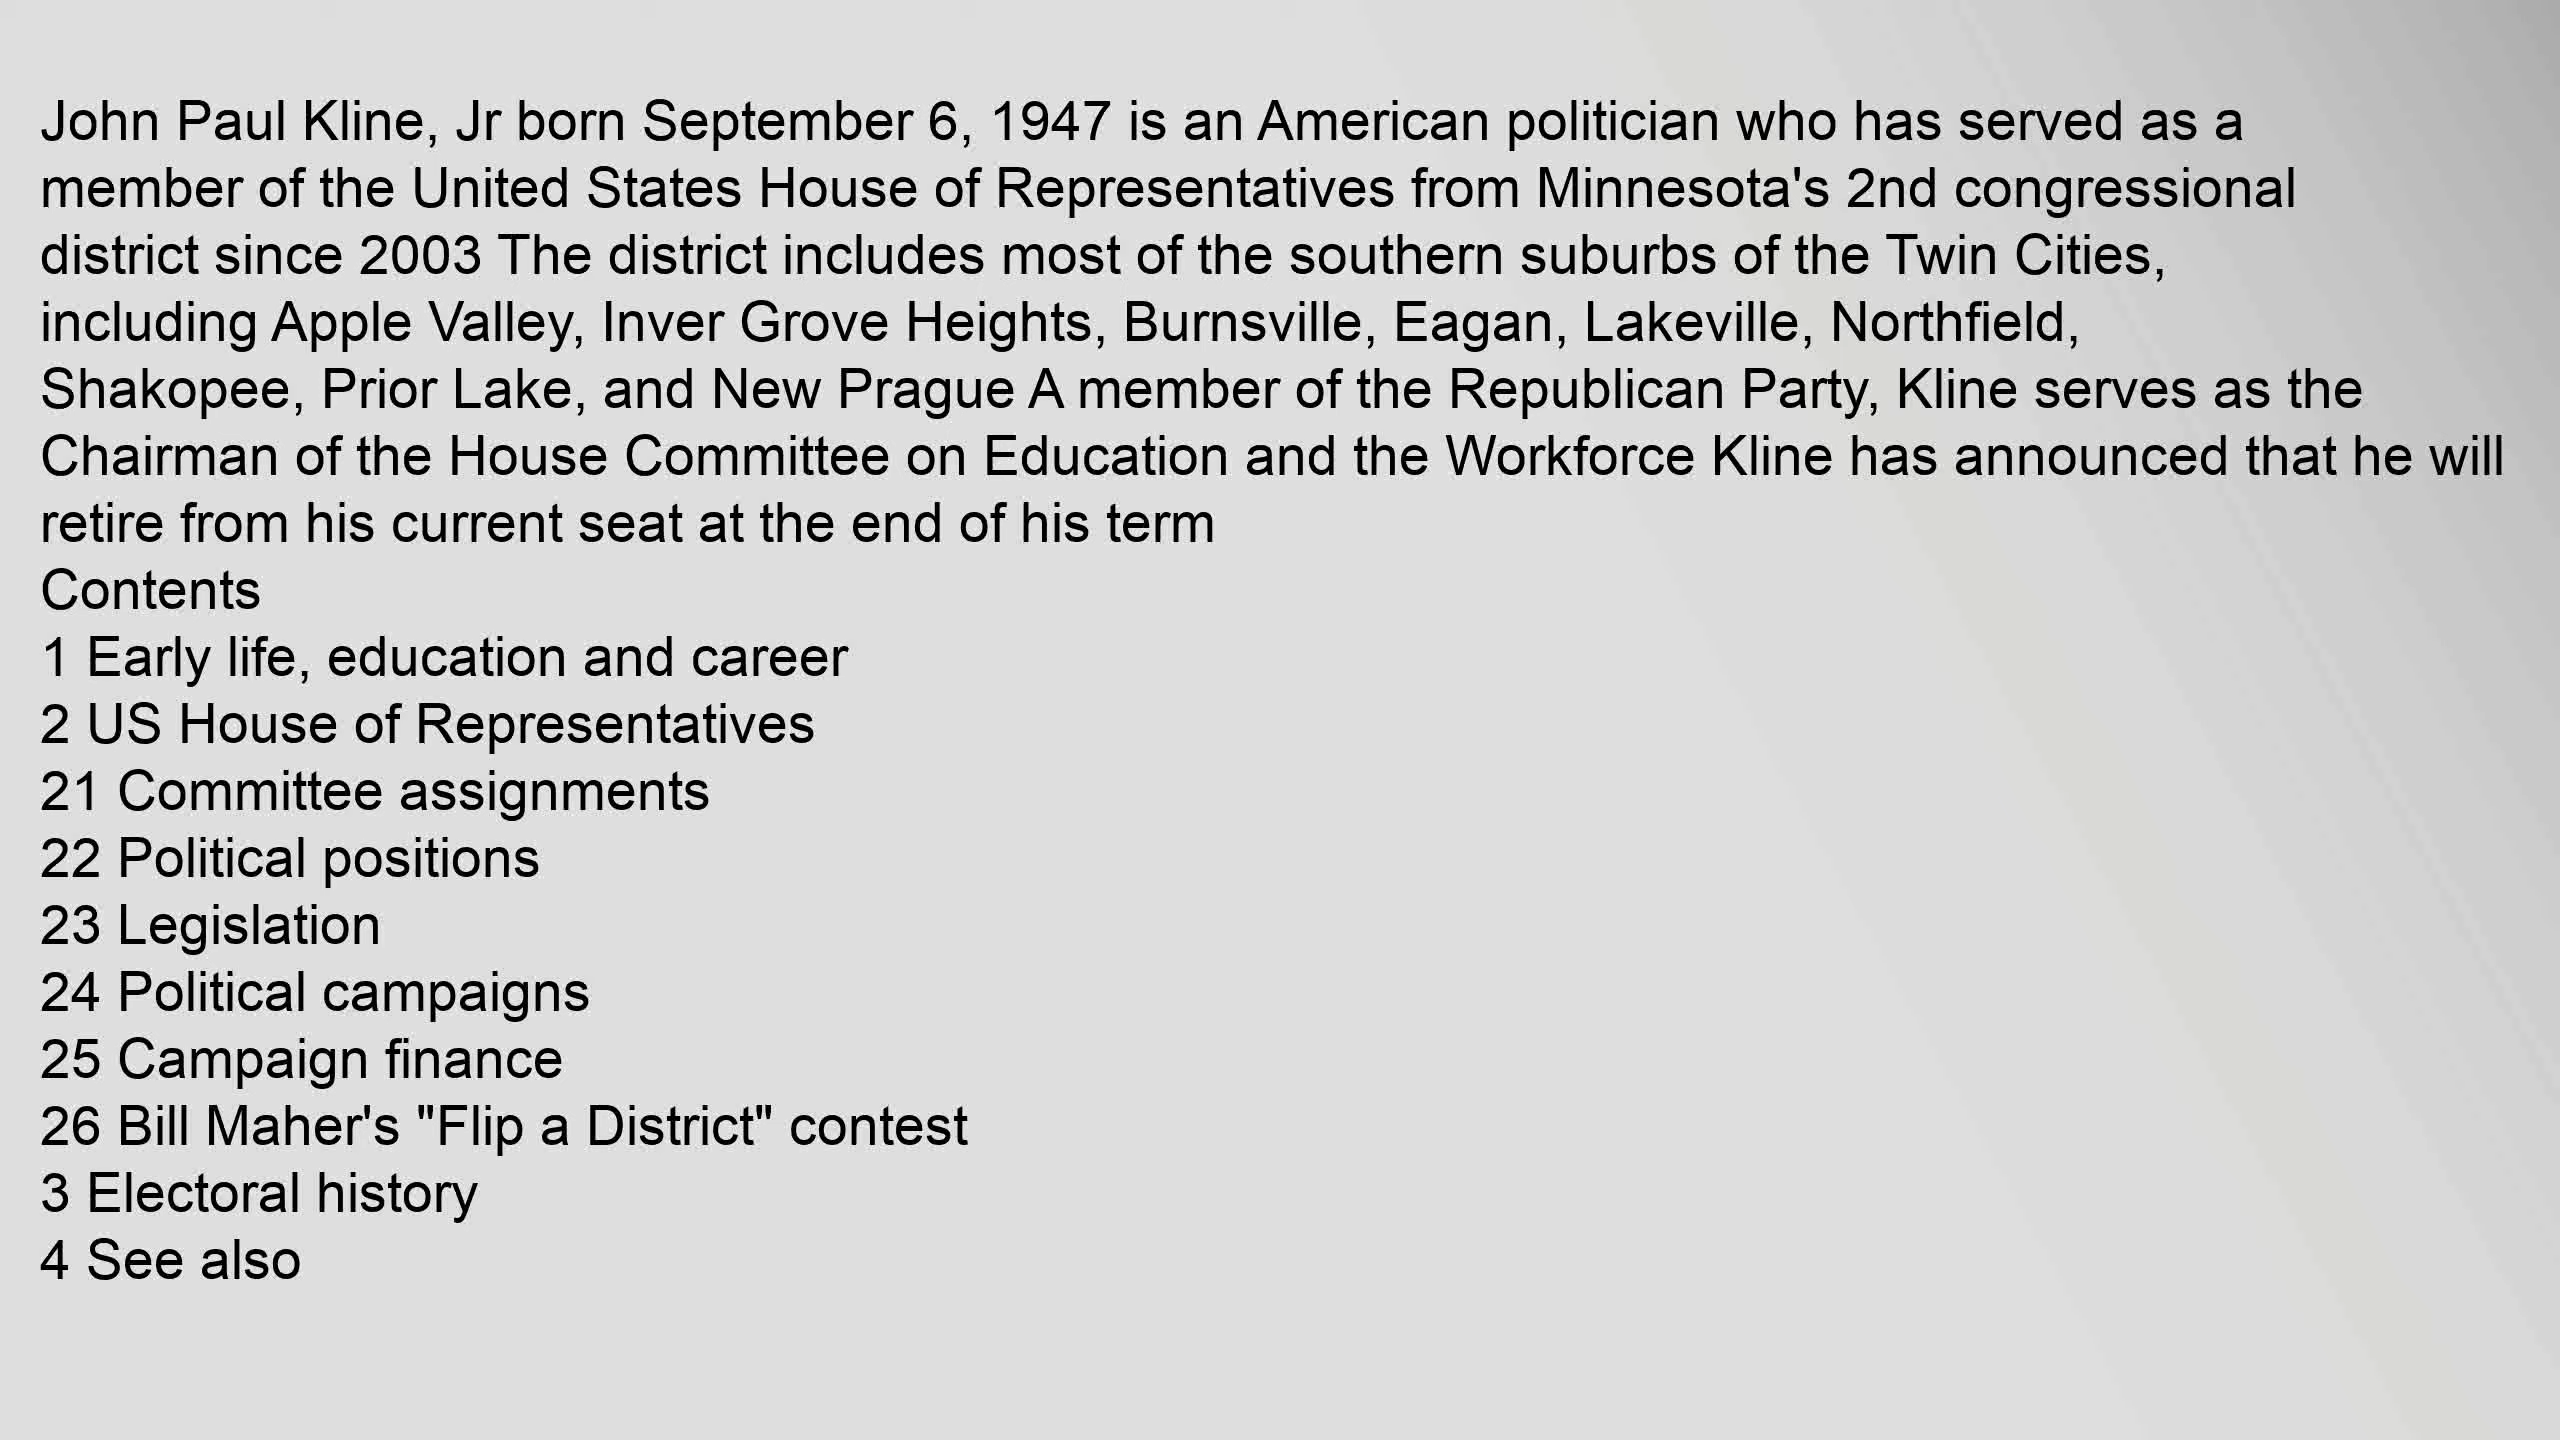 John Paul Kline, Jr born September 6, 1947 is an American politician who has served as a
member of the United States House of Representatives from Minnesota's 2nd congressional
district since 2003 The district includes most of the southern suburbs of the Twin Cities,
including Apple Valley, Inver Grove Heights, Burnsville, Eagan, Lakeville, Northfield,
Shakopee, Prior Lake, and New Prague A member of the Republican Party, Kline serves as the
Chairman of the House Committee on Education and the Workforce Kline has announced that he will
retire from his current seat at the end of his term
Contents
1 Early life, education and career
2 US House of Representatives
21 Committee assignments
22 Political positions
23 Legislation
24 Political campaigns
25 Campaign finance
26 Bill Maher's "Flip a District" contest
3 Electoral history
4 See also